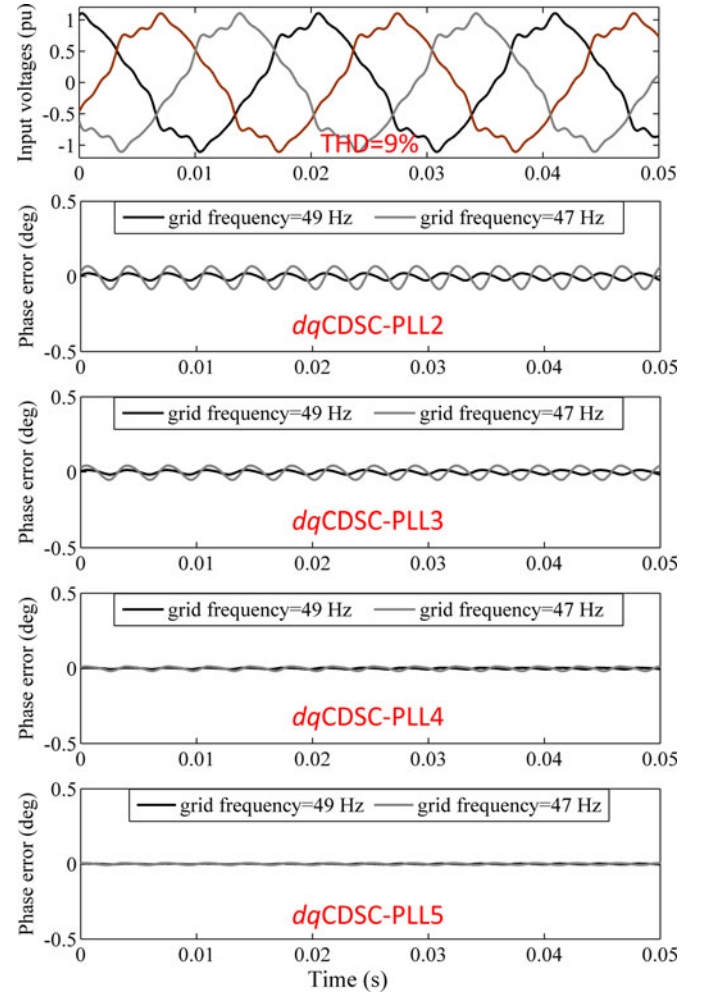 Input voltages (pu)
1
0.5
0
-0.5
-1
THD=9%
0 0.01 0.02 0.03 0.04 0.05
Phase error (deg)
0.5
0
-0.5
grid frequency=49 Hz grid frequency=47 Hz
dqCDSC-PLL2
0 0.01 0.02 0.03 0.04 0.05
Phase error (deg)
0.5
0
-0.5
grid frequency=49 Hz grid frequency=47 Hz
dqCDSC-PLL3
0 0.01 0.02 0.03 0.04 0.05
Phase error (deg)
0.5
0
-0.5
grid frequency=49 Hz grid frequency=47 Hz
dqCDSC-PLL4
0 0.01 0.02 0.03 0.04 0.05
Phase error (deg)
0.5
0
-0.5
grid frequency=49 Hz grid frequency=47 Hz
dqCDSC-PLL5
0 0.01 0.02 0.03 0.04 0.05
Time (s)